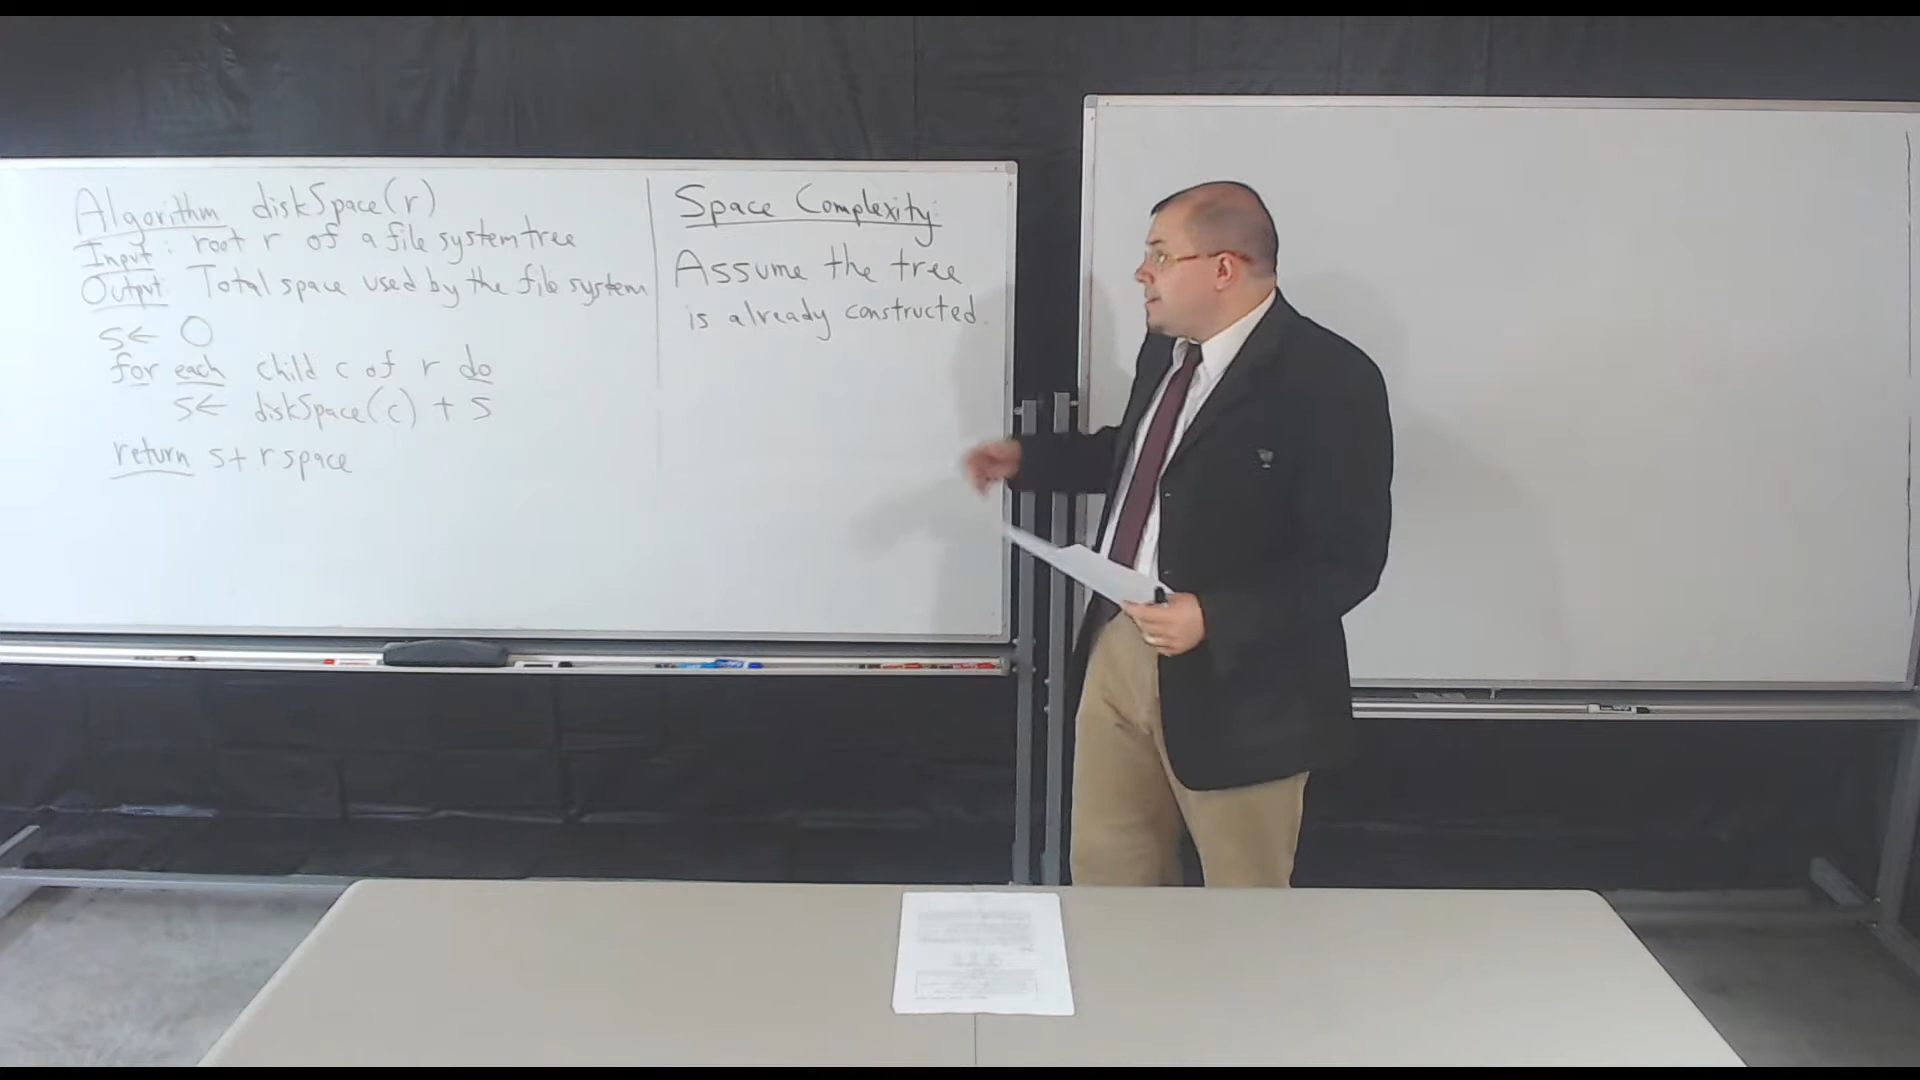 Algorithm diskSpace(r)
Input: root r of a file system tree
Output: Total space used by the file system
s← 0
for each child c of r do
s← diskSpace(c) + s
return s + r space
Space Complexity:
Assume the tree
is already constructed.